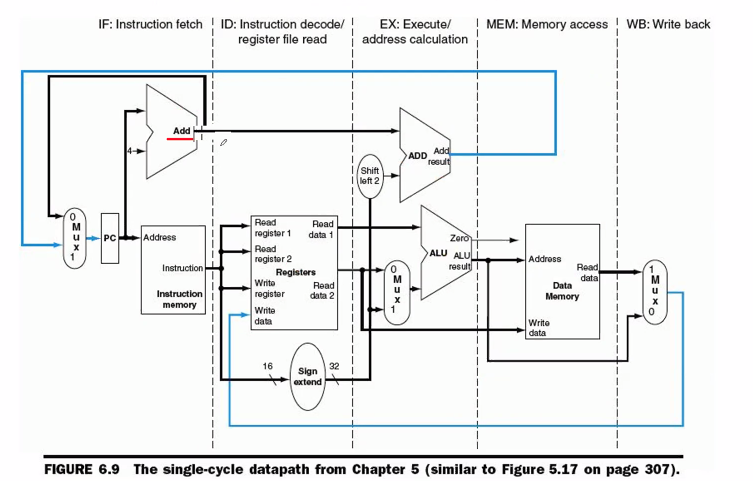 IF: Instruction fetch
ID: Instruction decode/
register file read
EX: Execute/
address calculation
MEM: Memory access
WB: Write back
Add
4
ADD
Add
result
Shift
left 2
0
M
u
x
1
PC
Address
Instruction
Instruction
memory
Read
register 1
Read
register 2
Registers
Write
register
Write
data
Read
data 1
Read
data 2
0
M
u
x
1
Zero
ALU
ALU
result
Address
Data
Memory
Read
data
Write
data
1
M
u
x
0
16
Sign
extend
32
FIGURE 6.9 The single-cycle datapath from Chapter 5 (similar to Figure 5.17 on page 307).